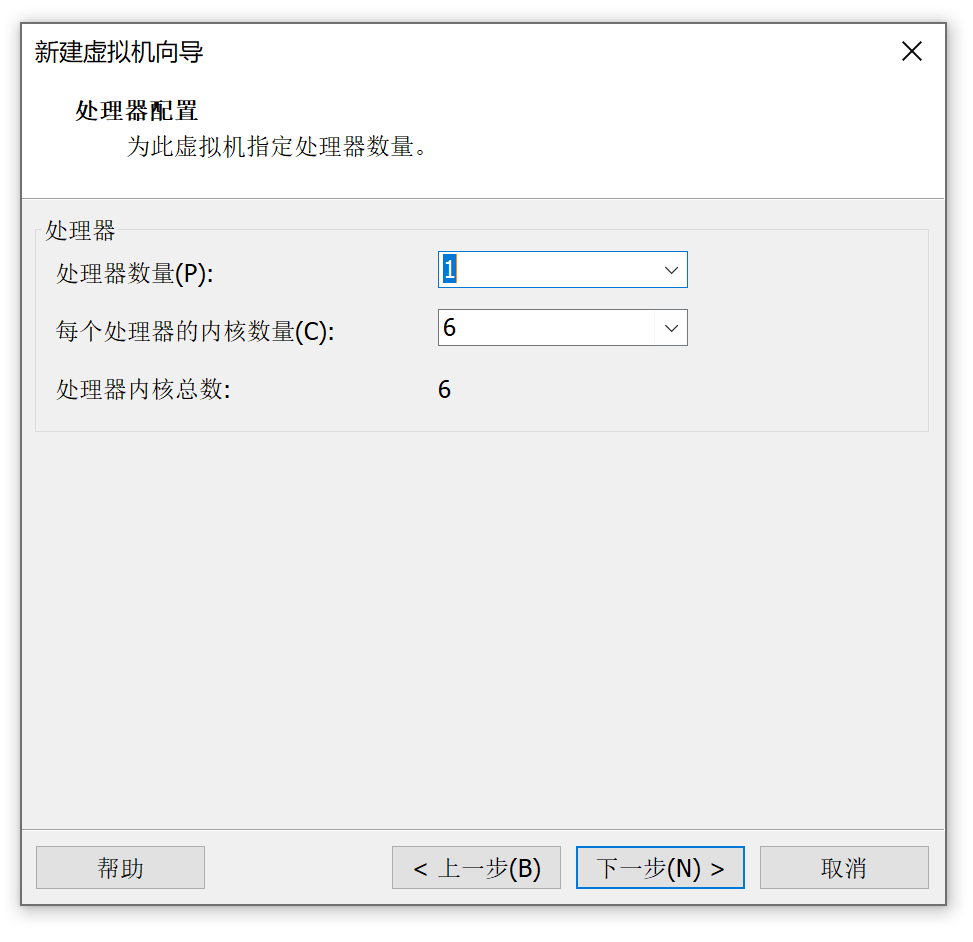 新建虚拟机向导
处理器配置
为此虚拟机指定处理器数量。
处理器
处理器数量(P):
1
每个处理器的内核数量(C):
6
处理器内核总数:
6
帮助
< 上一步(B)
下一步(N) >
取消